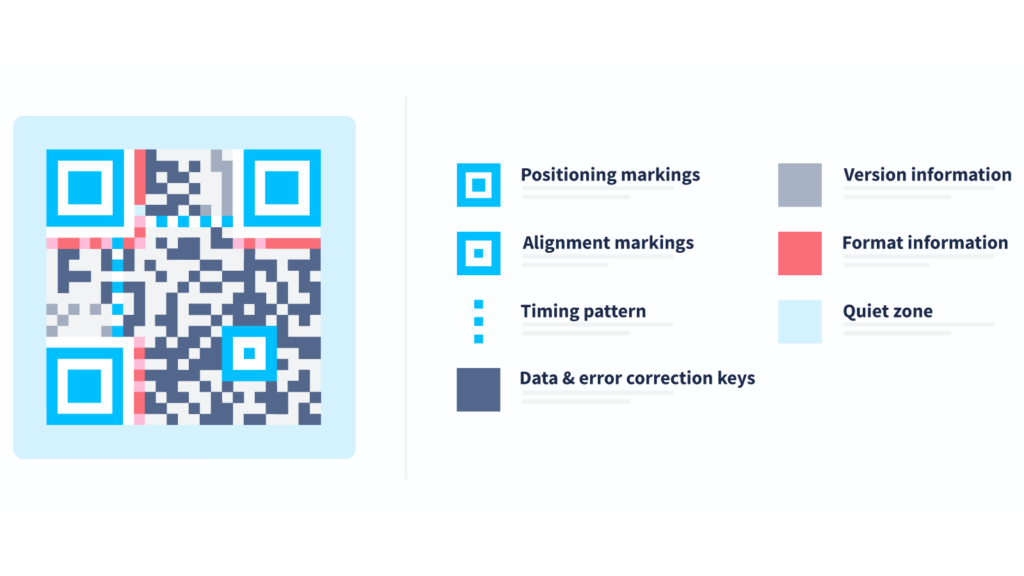 Positioning markings
Version information
Alignment markings
Format information
Timing pattern
Quiet zone
Data & error correction keys